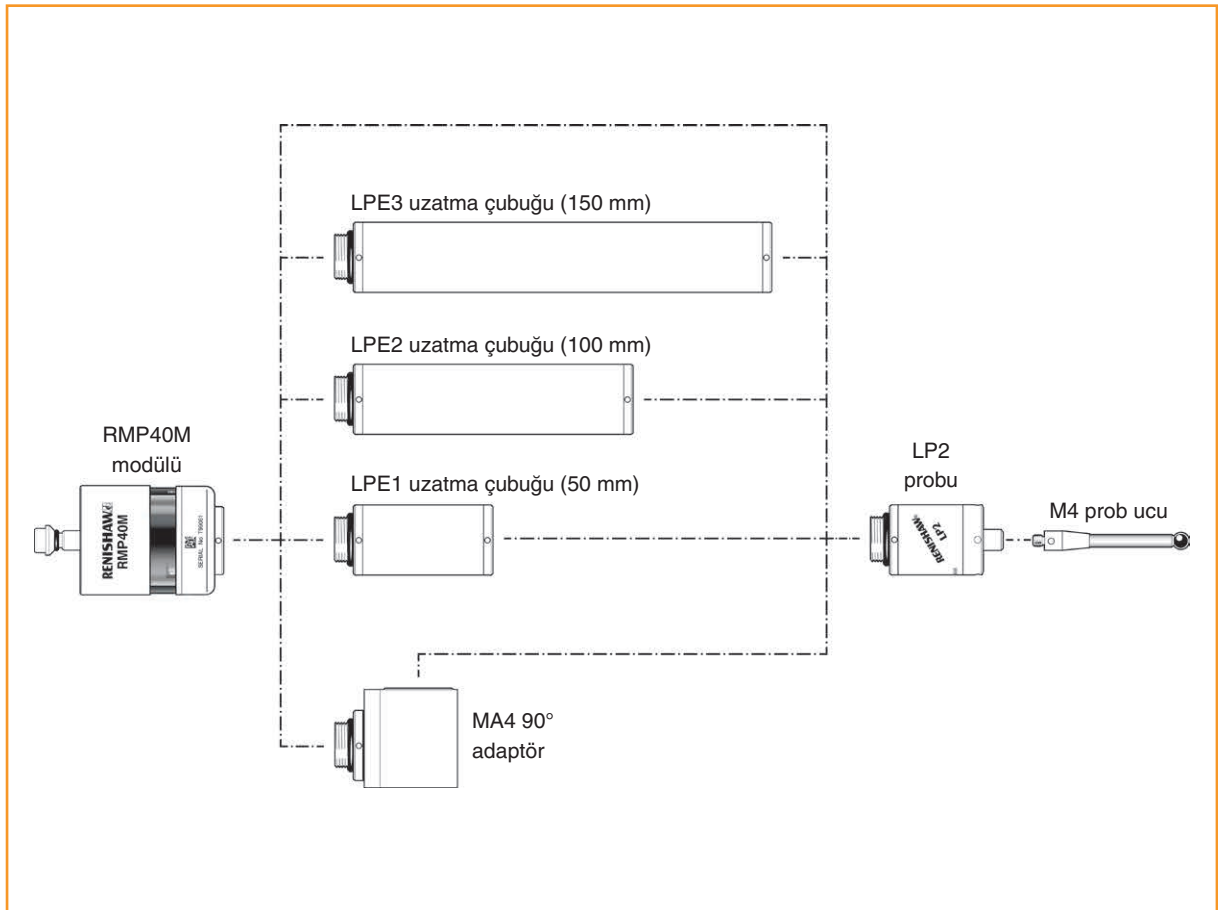 LPE3 uzatma çubuğu (150 mm)
LPE2 uzatma çubuğu (100 mm)
RMP40M
modülü
LPE1 uzatma çubuğu (50 mm)
LP2
probu
M4 prob ucu
RENISHAW
RMP40M
RENISHAW
LP2
MA4 90°
adaptör